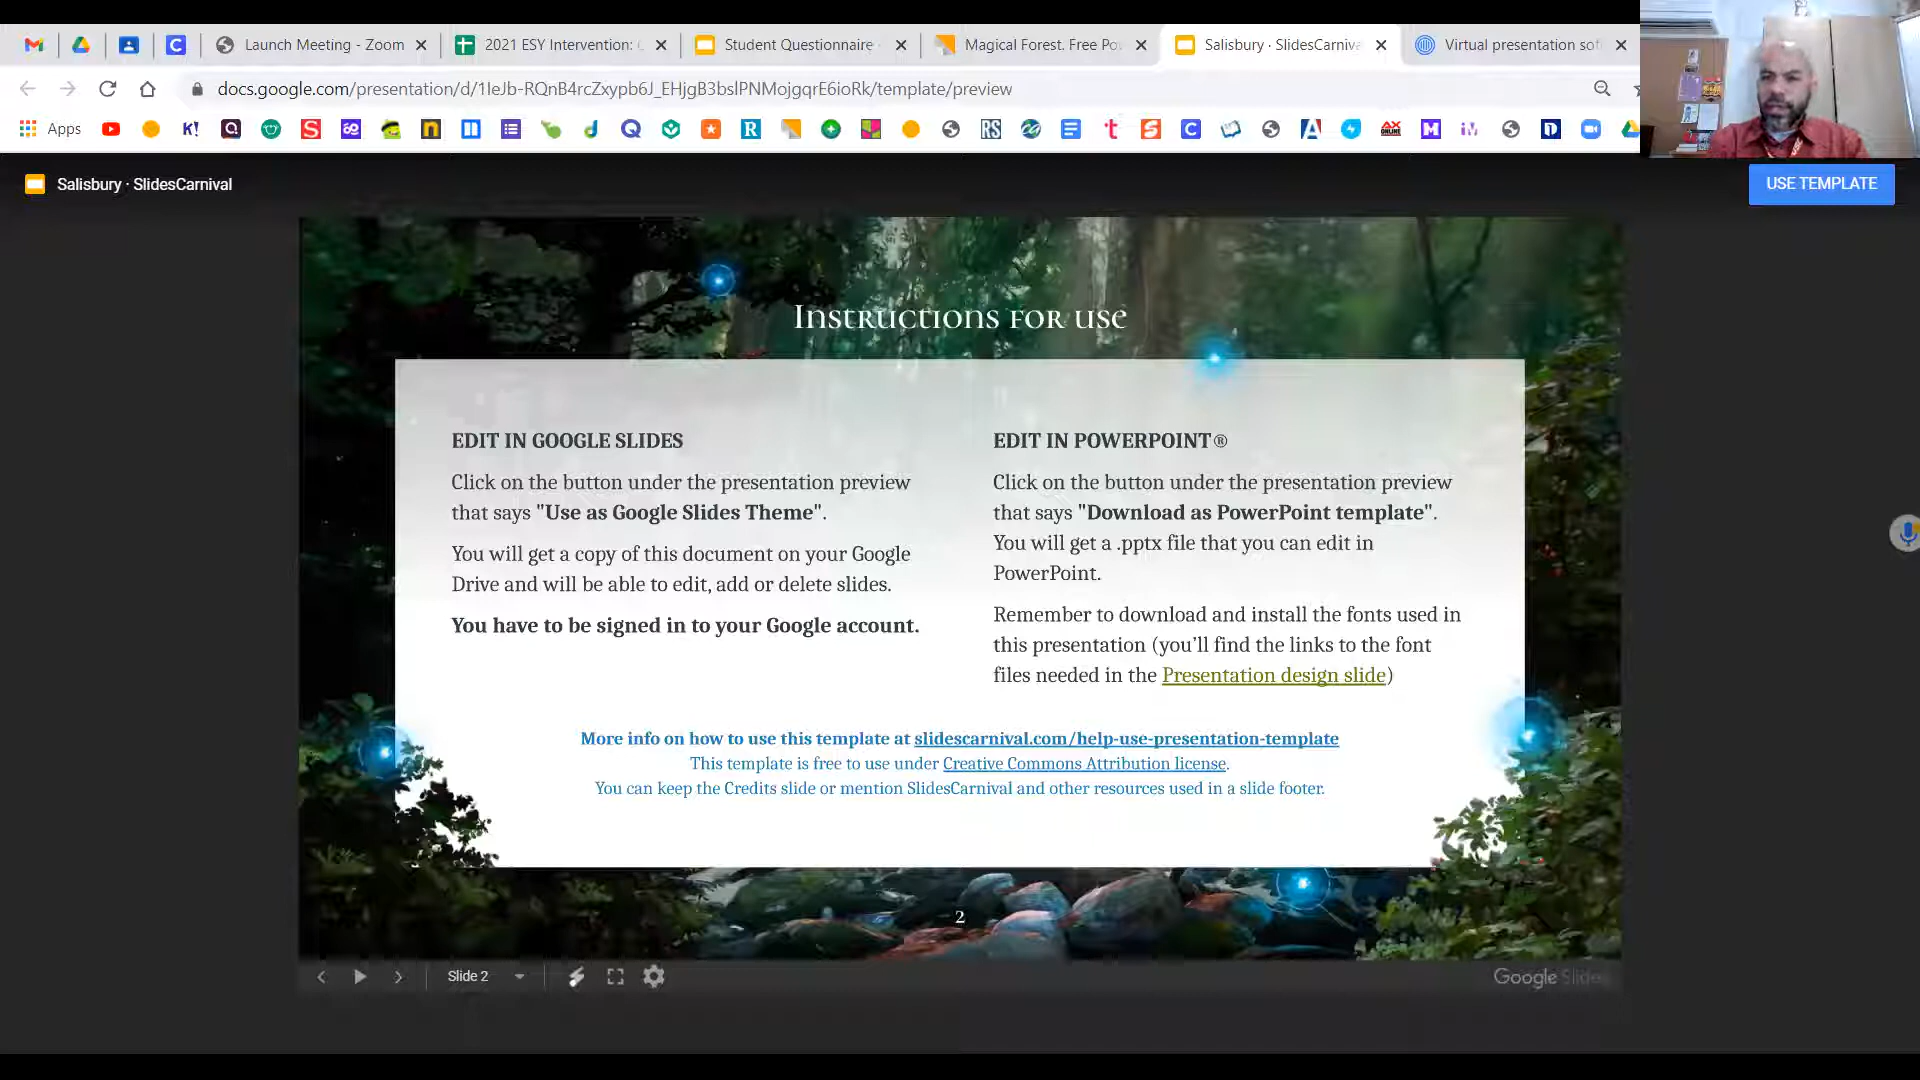 Launch Meeting - Zoom
2021 ESY Intervention:
Student Questionnaire
Magical Forest. Free Po
Salisbury · SlidesCarniva
Virtual presentation sof
docs.google.com/presentation/d/1IeJb-RQnB4rcZxypb6J_EHjgB3bslPNMojgqrE6ioRk/template/preview
Apps
Salisbury · SlidesCarnival
USE TEMPLATE
Instructions for use
EDIT IN GOOGLE SLIDES
Click on the button under the presentation preview
that says "Use as Google Slides Theme".
You will get a copy of this document on your Google
Drive and will be able to edit, add or delete slides.
You have to be signed in to your Google account.
EDIT IN POWERPOINT®
Click on the button under the presentation preview
that says "Download as PowerPoint template".
You will get a .pptx file that you can edit in
PowerPoint.
Remember to download and install the fonts used in
this presentation (you’ll find the links to the font
files needed in the Presentation design slide)
More info on how to use this template at slidescarnival.com/help-use-presentation-template
This template is free to use under Creative Commons Attribution license.
You can keep the Credits slide or mention SlidesCarnival and other resources used in a slide footer.
2
Slide 2
Google Slides